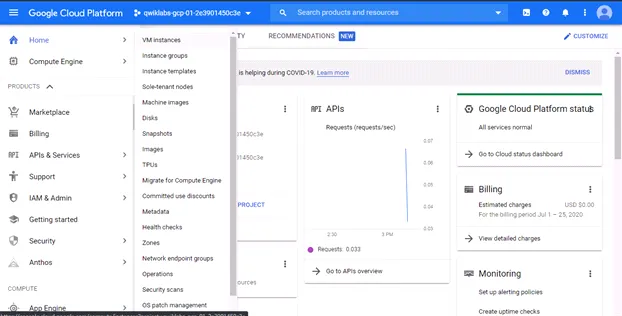 Google Cloud Platform
qwiklabs-gcp-01-2e3901450c3e
Search products and resources
Home
Compute Engine
PRODUCTS
Marketplace
Billing
APIs & Services
Support
IAM & Admin
Getting started
Security
Anthos
COMPUTE
App Engine
VM instances
Instance groups
Instance templates
Sole-tenant nodes
Machine images
Disks
Snapshots
Images
TPUs
Migrate for Compute Engine
Committed use discounts
Metadata
Health checks
Zones
Network endpoint groups
Operations
Security scans
OS patch management
TY
RECOMMENDATIONS
NEW
CUSTOMIZE
is helping during COVID-19. Learn more
DISMISS
1450c3e
PROJECT
ources
API APIs
Requests (requests/sec)
0.07
0.06
0.05
0.04
0.03
2:30
3 PM
Requests 0.033
Go to APIs overview
Google Cloud Platform status
All services normal
Go to Cloud status dashboard
Billing
Estimated charges
USD $0.00
For the billing period Jul 1 – 25, 2020
View detailed charges
Monitoring
Set up alerting policies
Create uptime checks